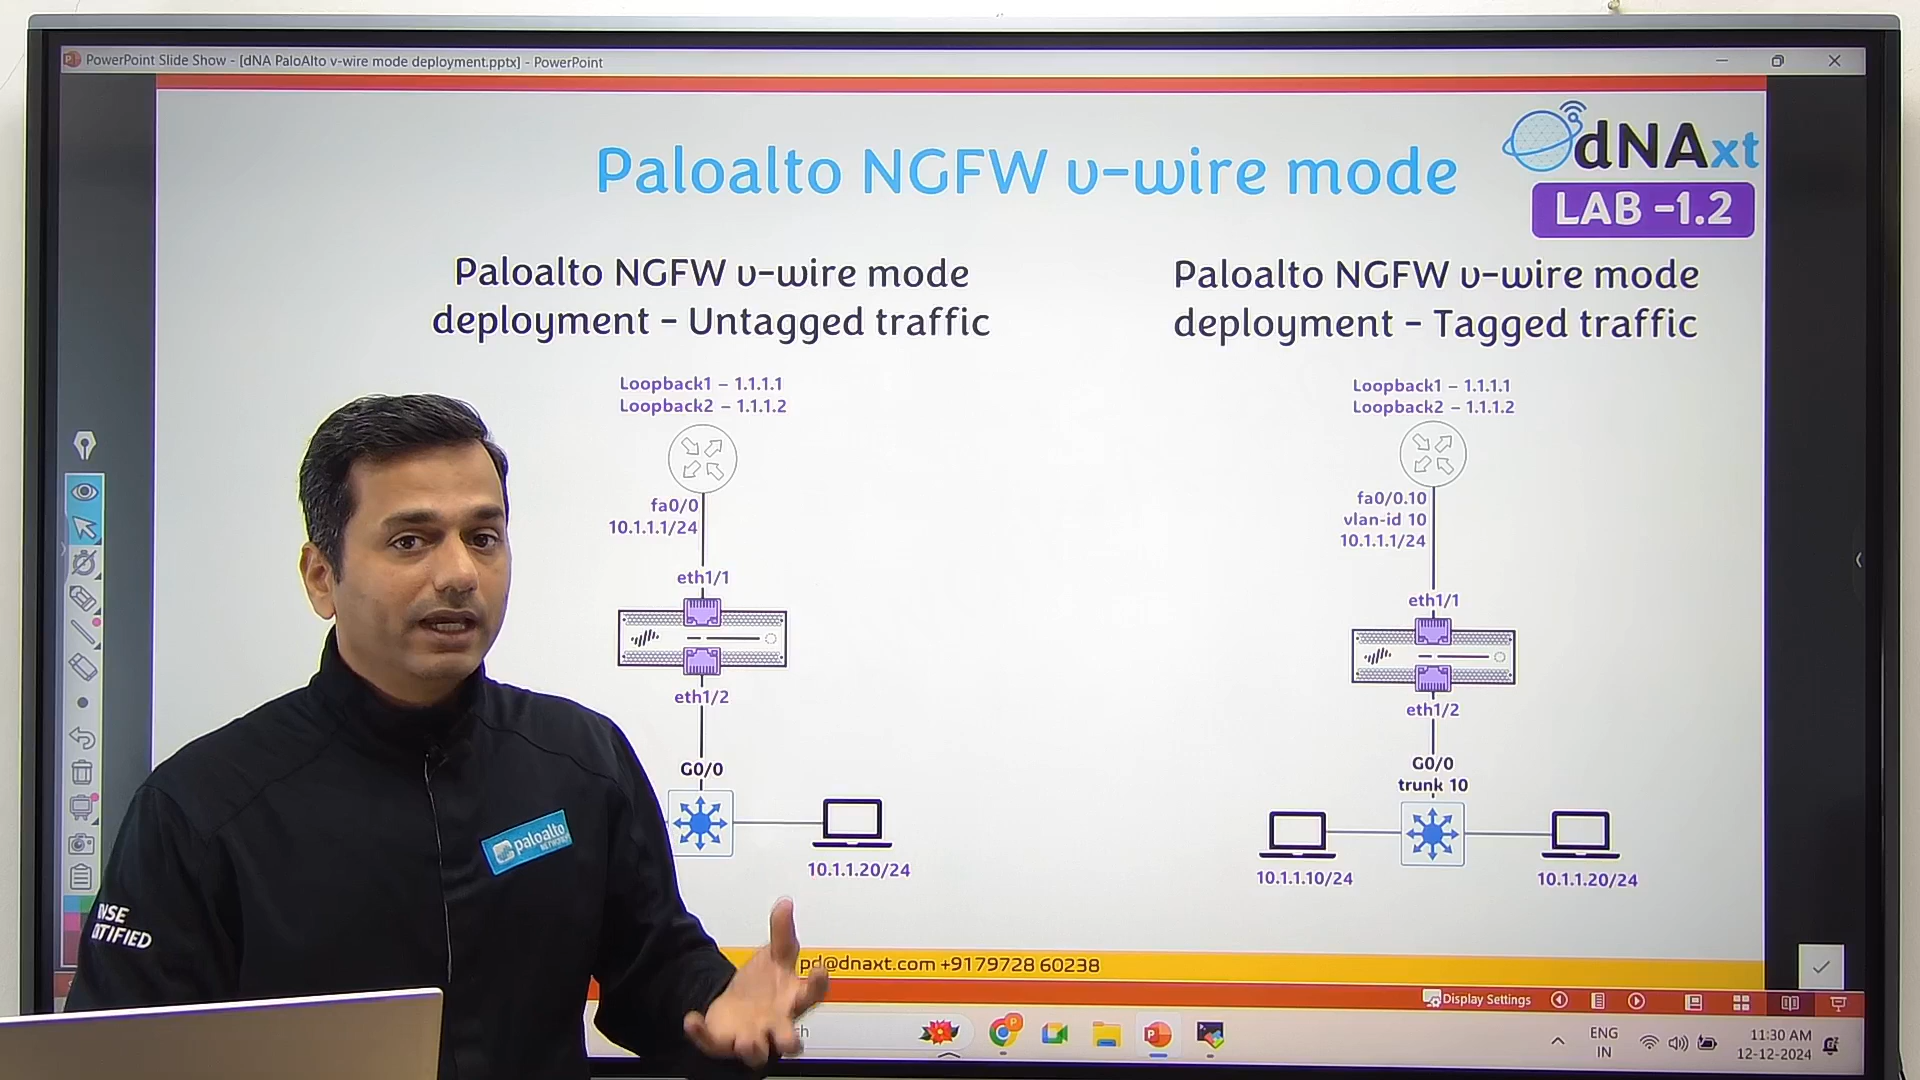 PowerPoint Slide Show - [dNA PaloAlto v-wire mode deployment.pptx] - PowerPoint
dNAxt
LAB -1.2
Paloalto NGFW v-wire mode
Paloalto NGFW v-wire mode
deployment - Untagged traffic
Loopback1 – 1.1.1.1
Loopback2 – 1.1.1.2
fa0/0
10.1.1.1/24
eth1/1
eth1/2
G0/0
10.1.1.20/24
Paloalto NGFW v-wire mode
deployment - Tagged traffic
Loopback1 – 1.1.1.1
Loopback2 – 1.1.1.2
fa0/0.10
vlan-id 10
10.1.1.1/24
eth1/1
eth1/2
G0/0
trunk 10
10.1.1.10/24
10.1.1.20/24
paloalto
NETWORKS
pd@dnaxt.com +9179728 60238
Display Settings
ENG
IN
11:30 AM
12-12-2024